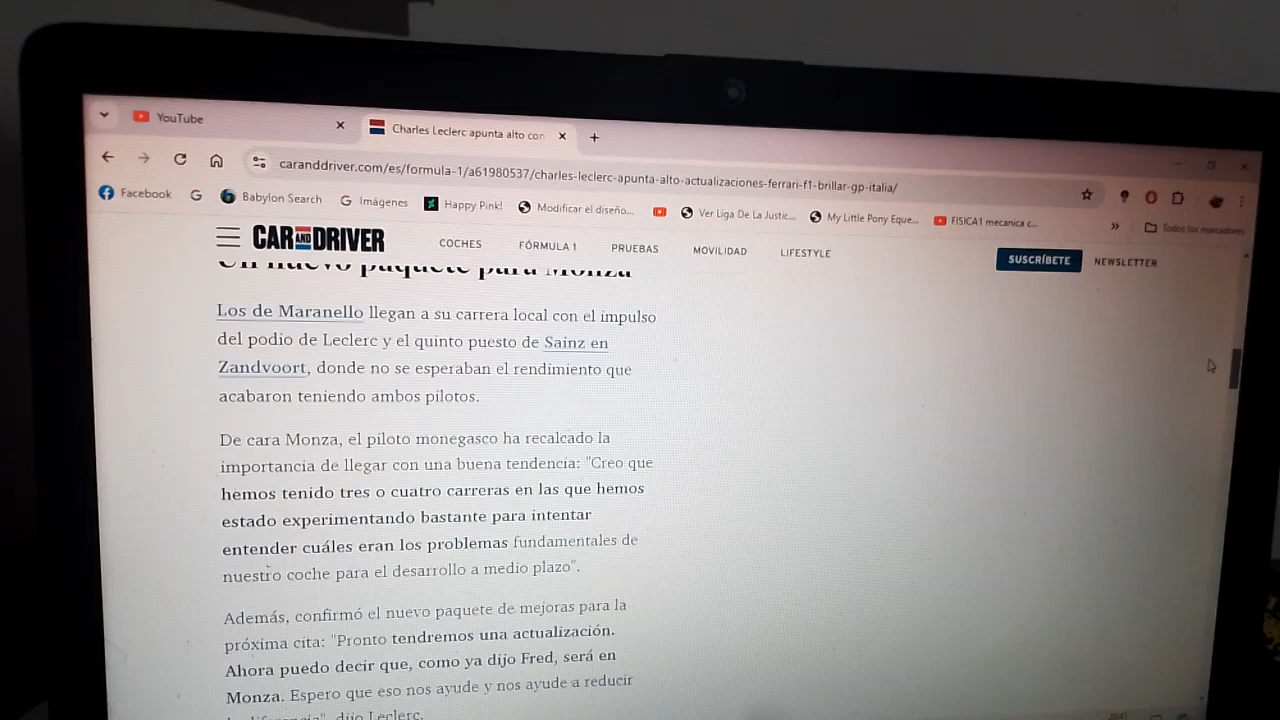 YouTube
Charles Leclerc apunta alto con
caranddriver.com/es/formula-1/a61980537/charles-leclerc-apunta-alto-actualizaciones-ferrari-f1-brillar-gp-italia/
Facebook
Babylon Search
Imágenes
Happy Pink!
Modificar el diseño...
Ver Liga De La Justic...
My Little Pony Eque...
FISICA1 mecanica c...
»
Todos los marcadores
CAR AND DRIVER
COCHES
FÓRMULA 1
PRUEBAS
MOVILIDAD
LIFESTYLE
SUSCRÍBETE
NEWSLETTER
Un nuevo paquete para Monza
Los de Maranello llegan a su carrera local con el impulso
del podio de Leclerc y el quinto puesto de Sainz en
Zandvoort, donde no se esperaban el rendimiento que
acabaron teniendo ambos pilotos.
De cara Monza, el piloto monegasco ha recalcado la
importancia de llegar con una buena tendencia: "Creo que
hemos tenido tres o cuatro carreras en las que hemos
estado experimentando bastante para intentar
entender cuáles eran los problemas fundamentales de
nuestro coche para el desarrollo a medio plazo".
Además, confirmó el nuevo paquete de mejoras para la
próxima cita: "Pronto tendremos una actualización.
Ahora puedo decir que, como ya dijo Fred, será en
Monza. Espero que eso nos ayude y nos ayude a reducir
la diferencia", dijo Leclerc.